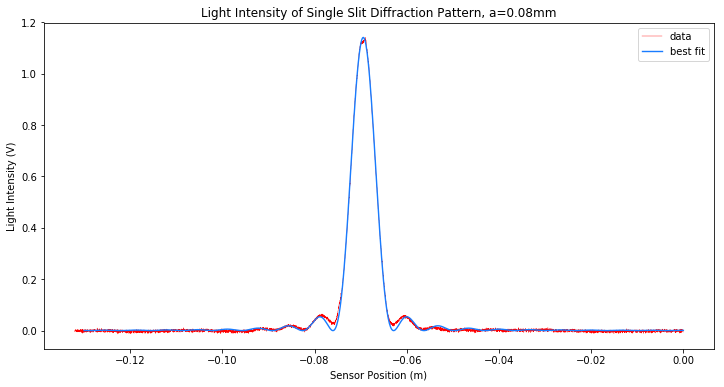 Light Intensity of Single Slit Diffraction Pattern, a=0.08mm
data
best fit
1.2
1.0
0.8
0.6
0.4
0.2
0.0
Light Intensity (V)
−0.12 −0.10 −0.08 −0.06 −0.04 −0.02 0.00
Sensor Position (m)